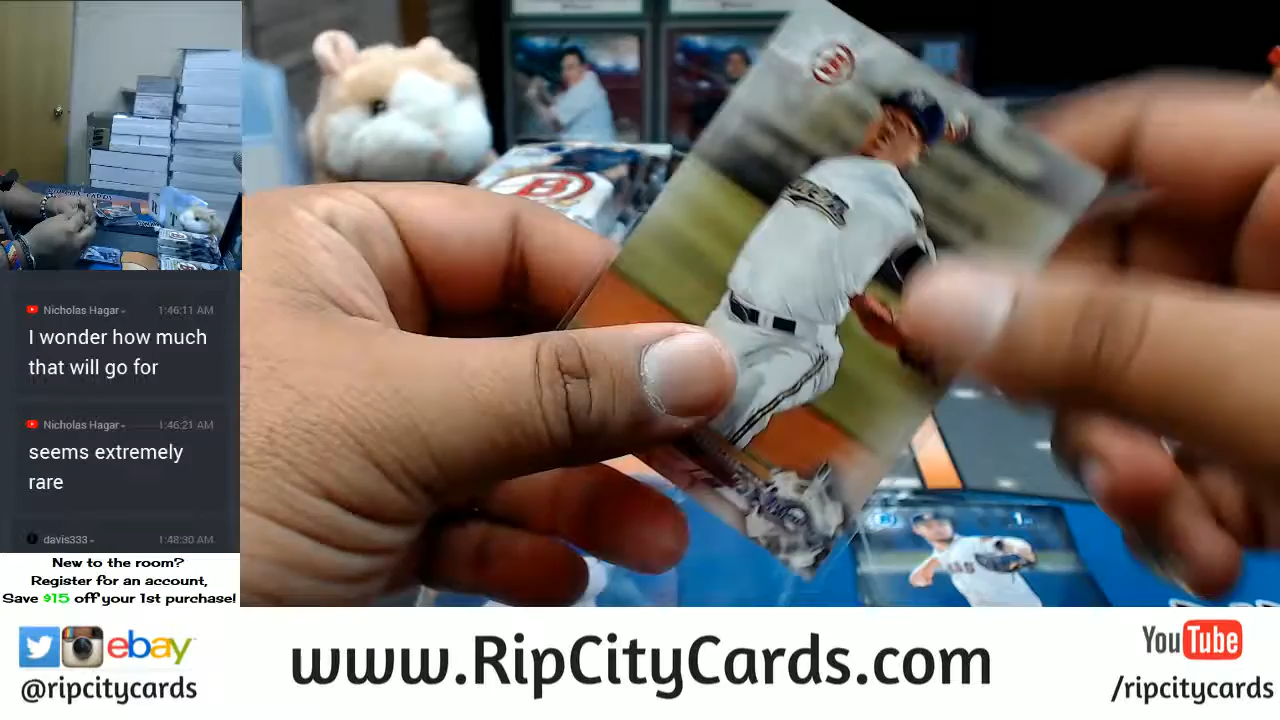 Nicholas Hagar
1:46:11 AM
I wonder how much
that will go for
Nicholas Hagar
1:46:21 AM
seems extremely
rare
davis333
1:48:30 AM
New to the room?
Register for an account,
Save $15 off your 1st purchase!
ebay
@ripcitycards
www.RipCityCards.com
YouTube
/ripcitycards
B